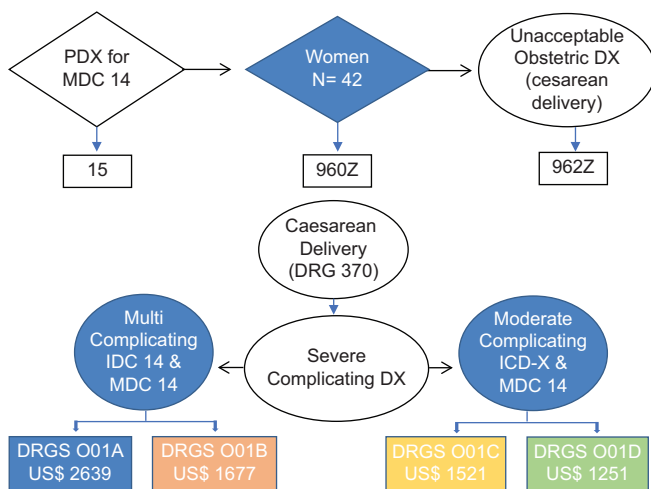 PDX for
MDC 14
Women
N= 42
Unacceptable
Obstetric DX
(cesarean
delivery)
15
960Z
962Z
Caesarean
Delivery
(DRG 370)
Multi
Complicating
IDC 14 &
MDC 14
Severe
Complicating DX
Moderate
Complicating
ICD-X &
MDC 14
DRGS O01A
US$ 2639
DRGS O01B
US$ 1677
DRGS O01C
US$ 1521
DRGS O01D
US$ 1251